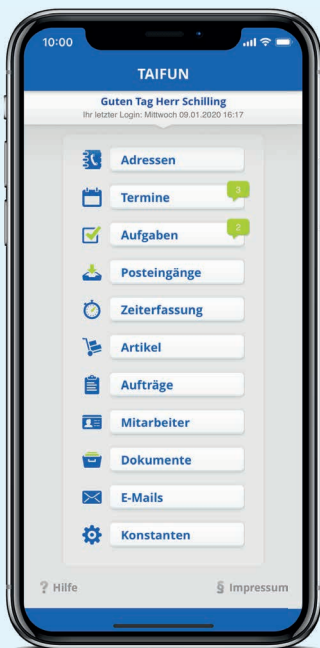 10:00
TAIFUN
Guten Tag Herr Schilling
Ihr letzter Login: Mittwoch 09.01.2020 16:17
Adressen
Termine 3
Aufgaben 2
Posteingänge
Zeiterfassung
Artikel
Aufträge
Mitarbeiter
Dokumente
E-Mails
Konstanten
? Hilfe § Impressum